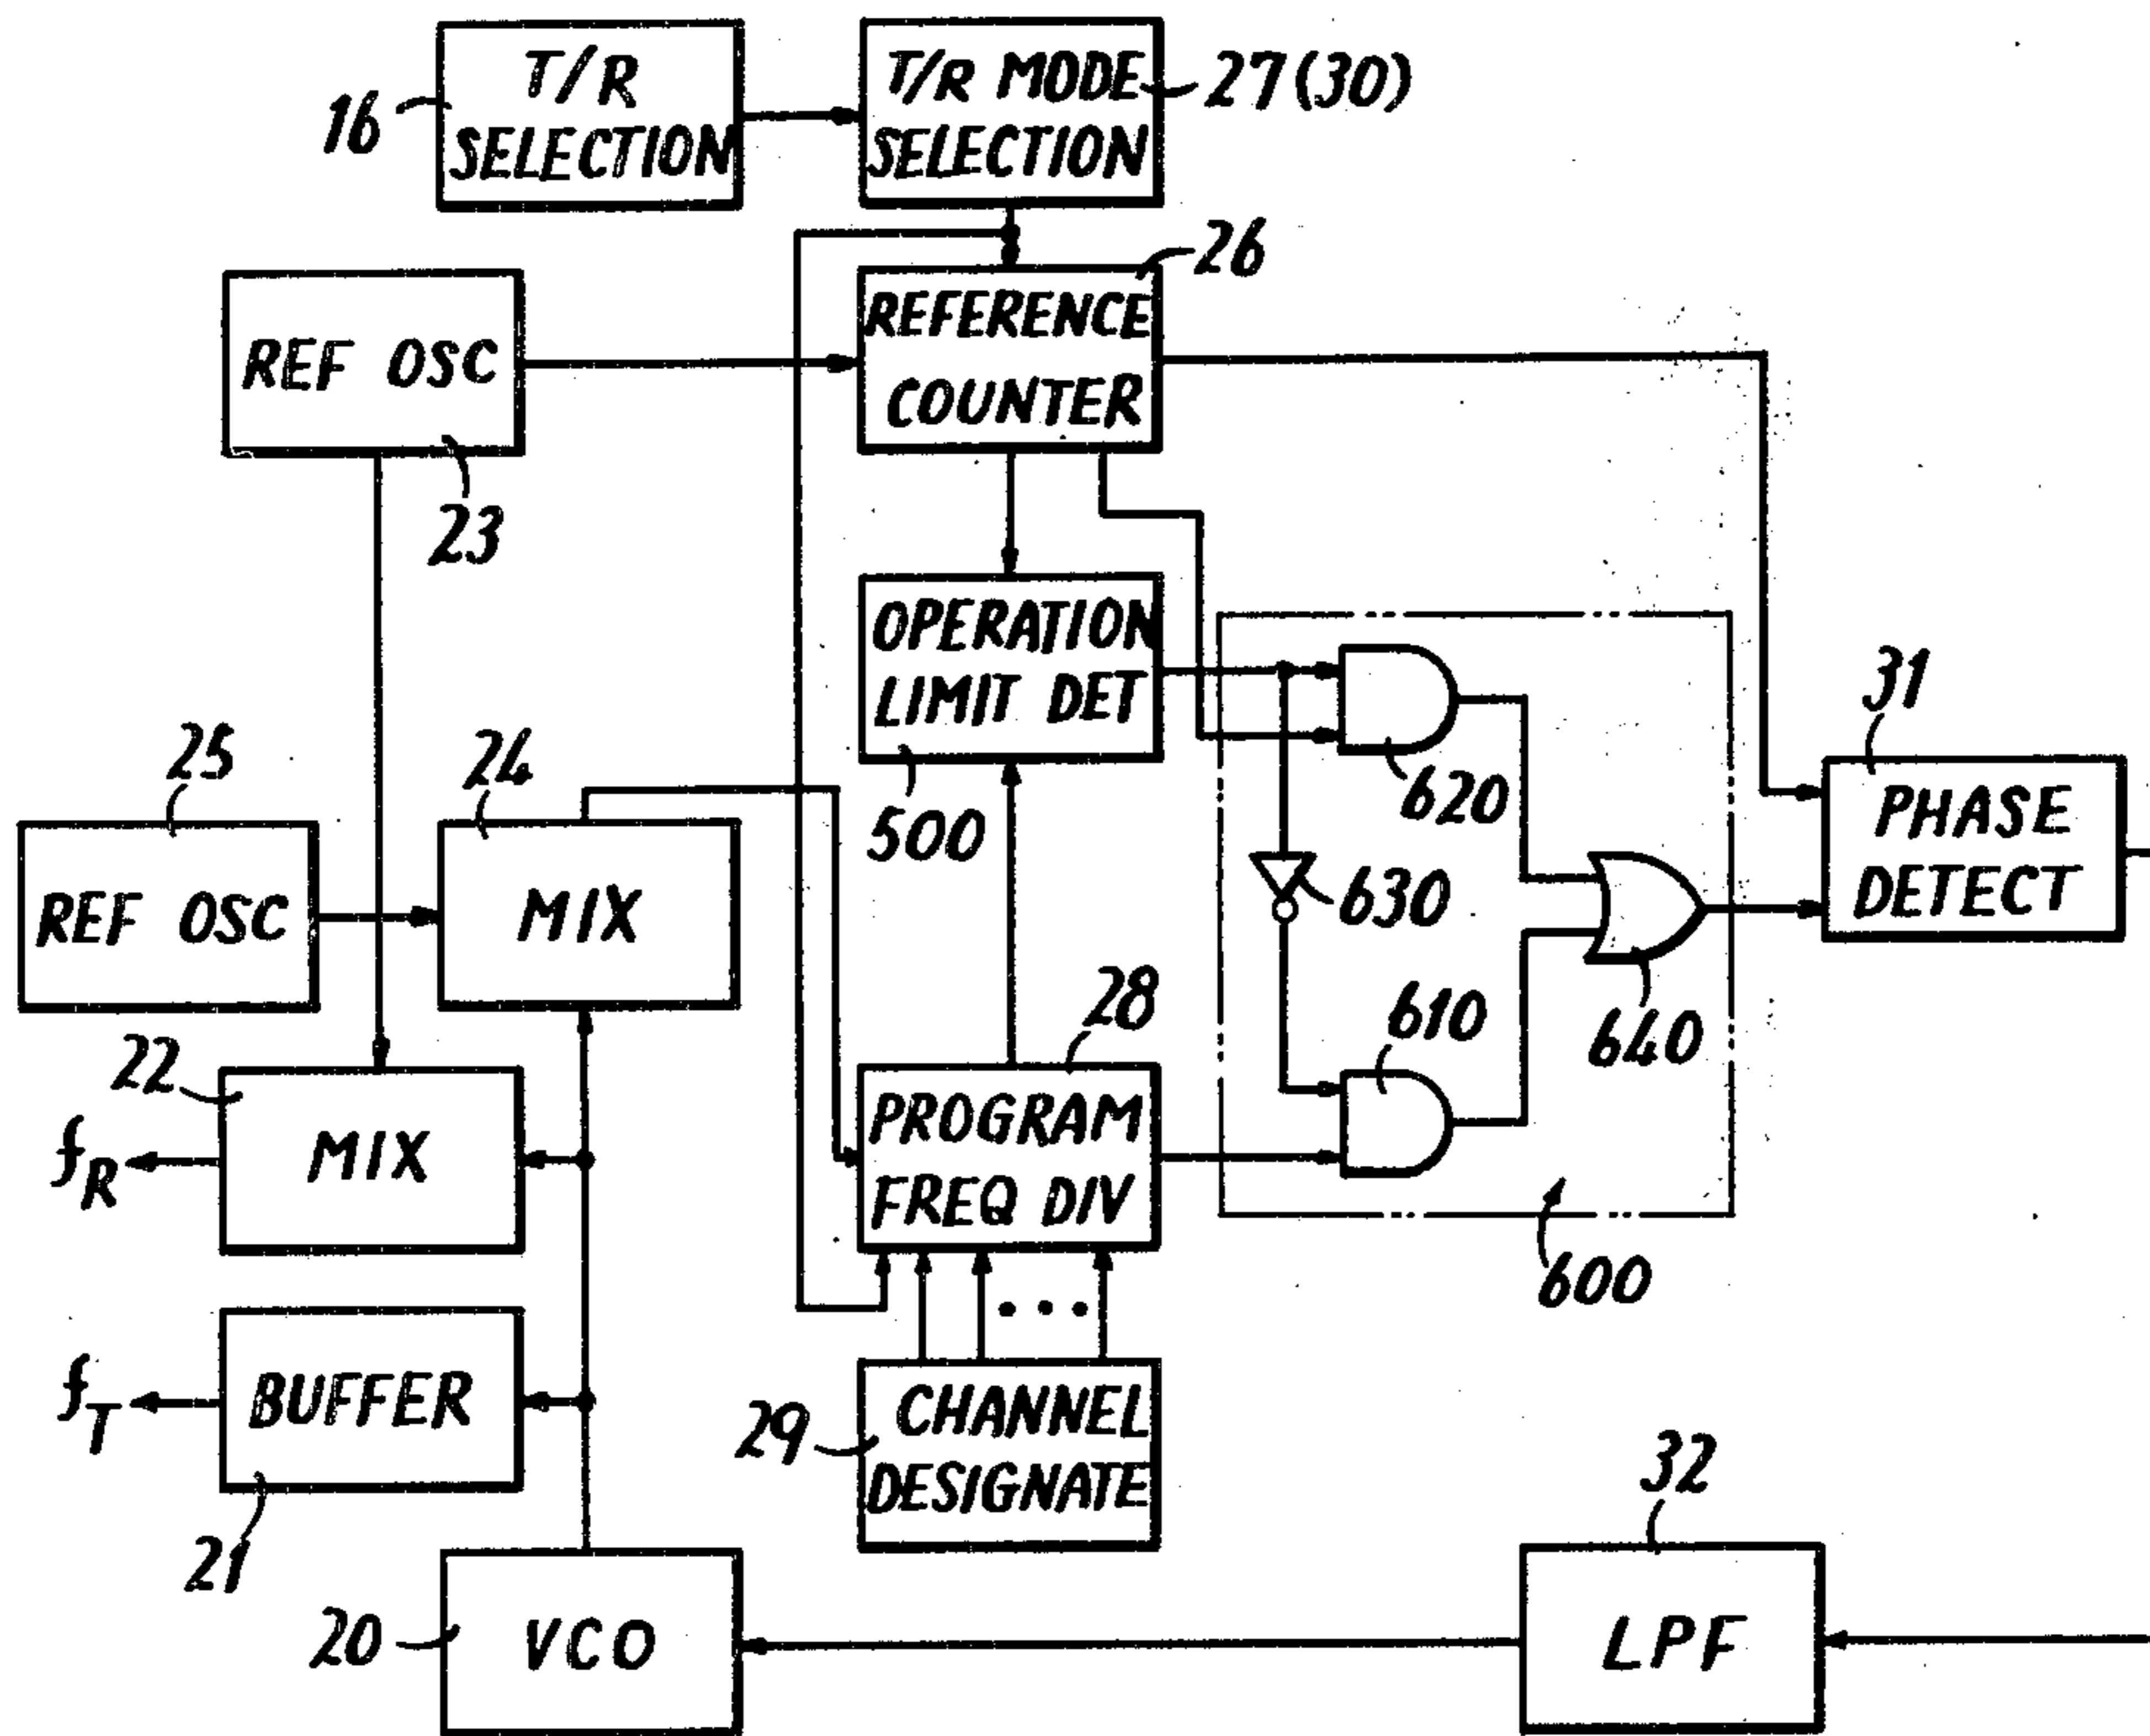 T/R
SELECTION
16
T/R MODE
SELECTION
27(30)
REF OSC
23
REFERENCE
COUNTER
26
OPERATION
LIMIT DET
500
620
630
610
640
600
31
PHASE
DETECT
25
REF OSC
24
MIX
22
MIX
fR
28
PROGRAM
FREQ DIV
BUFFER
fT
21
29
CHANNEL
DESIGNATE
20
VCO
32
LPF